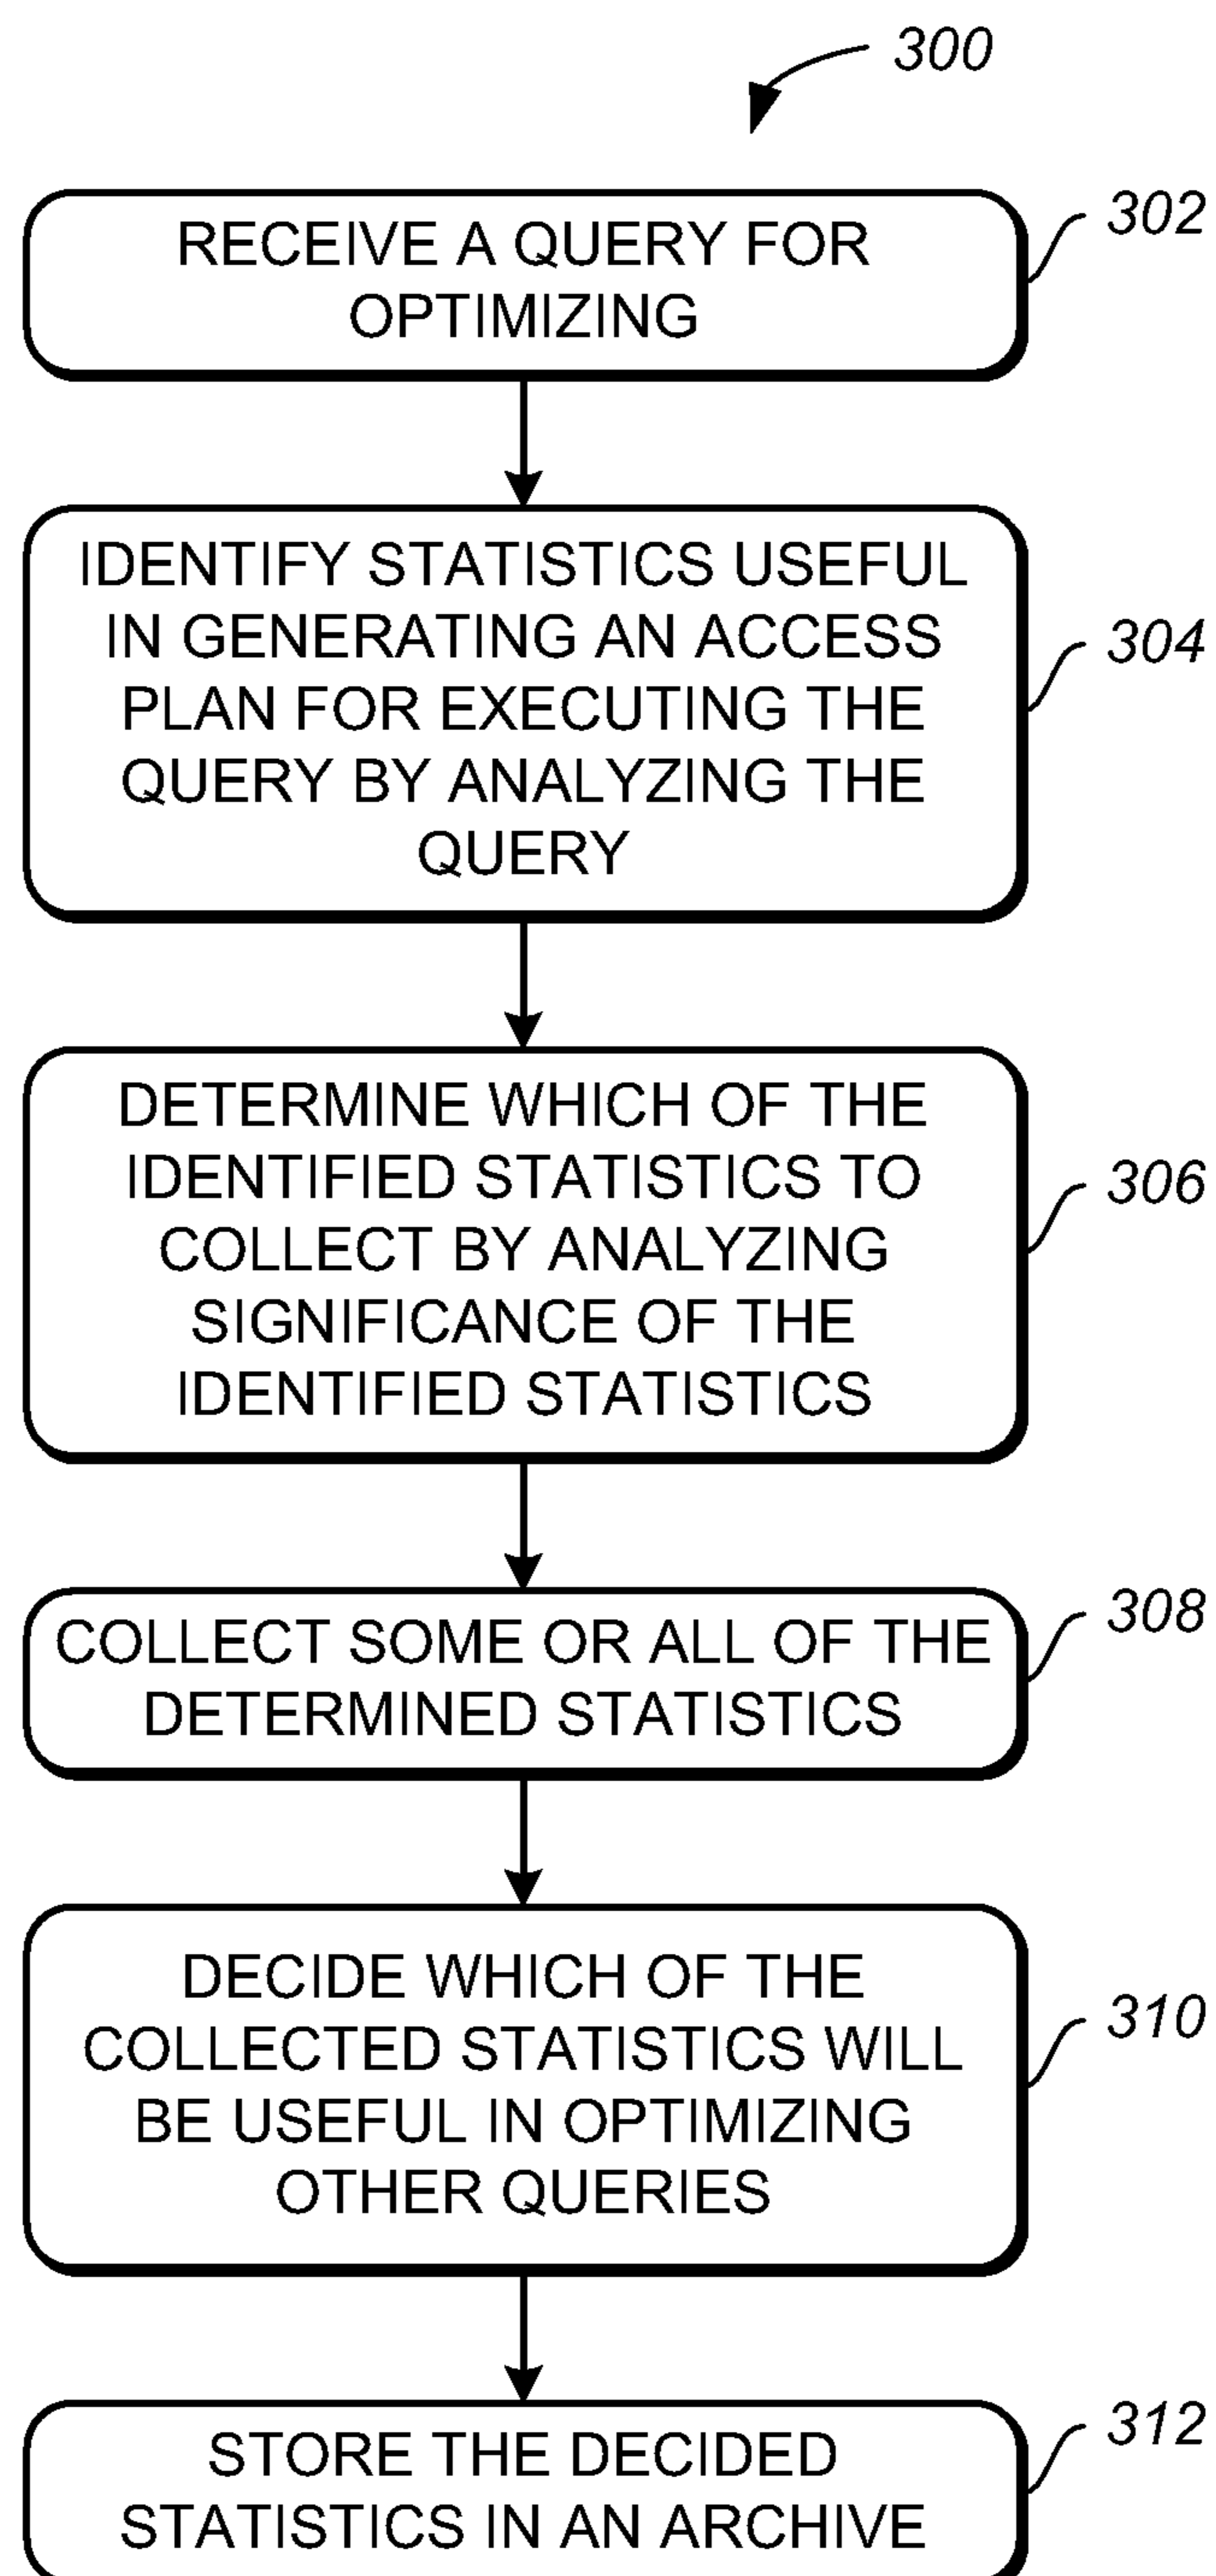 300
RECEIVE A QUERY FOR
OPTIMIZING
302
IDENTIFY STATISTICS USEFUL
IN GENERATING AN ACCESS
PLAN FOR EXECUTING THE
QUERY BY ANALYZING THE
QUERY
304
DETERMINE WHICH OF THE
IDENTIFIED STATISTICS TO
COLLECT BY ANALYZING
SIGNIFICANCE OF THE
IDENTIFIED STATISTICS
306
COLLECT SOME OR ALL OF THE
DETERMINED STATISTICS
308
DECIDE WHICH OF THE
COLLECTED STATISTICS WILL
BE USEFUL IN OPTIMIZING
OTHER QUERIES
310
STORE THE DECIDED
STATISTICS IN AN ARCHIVE
312